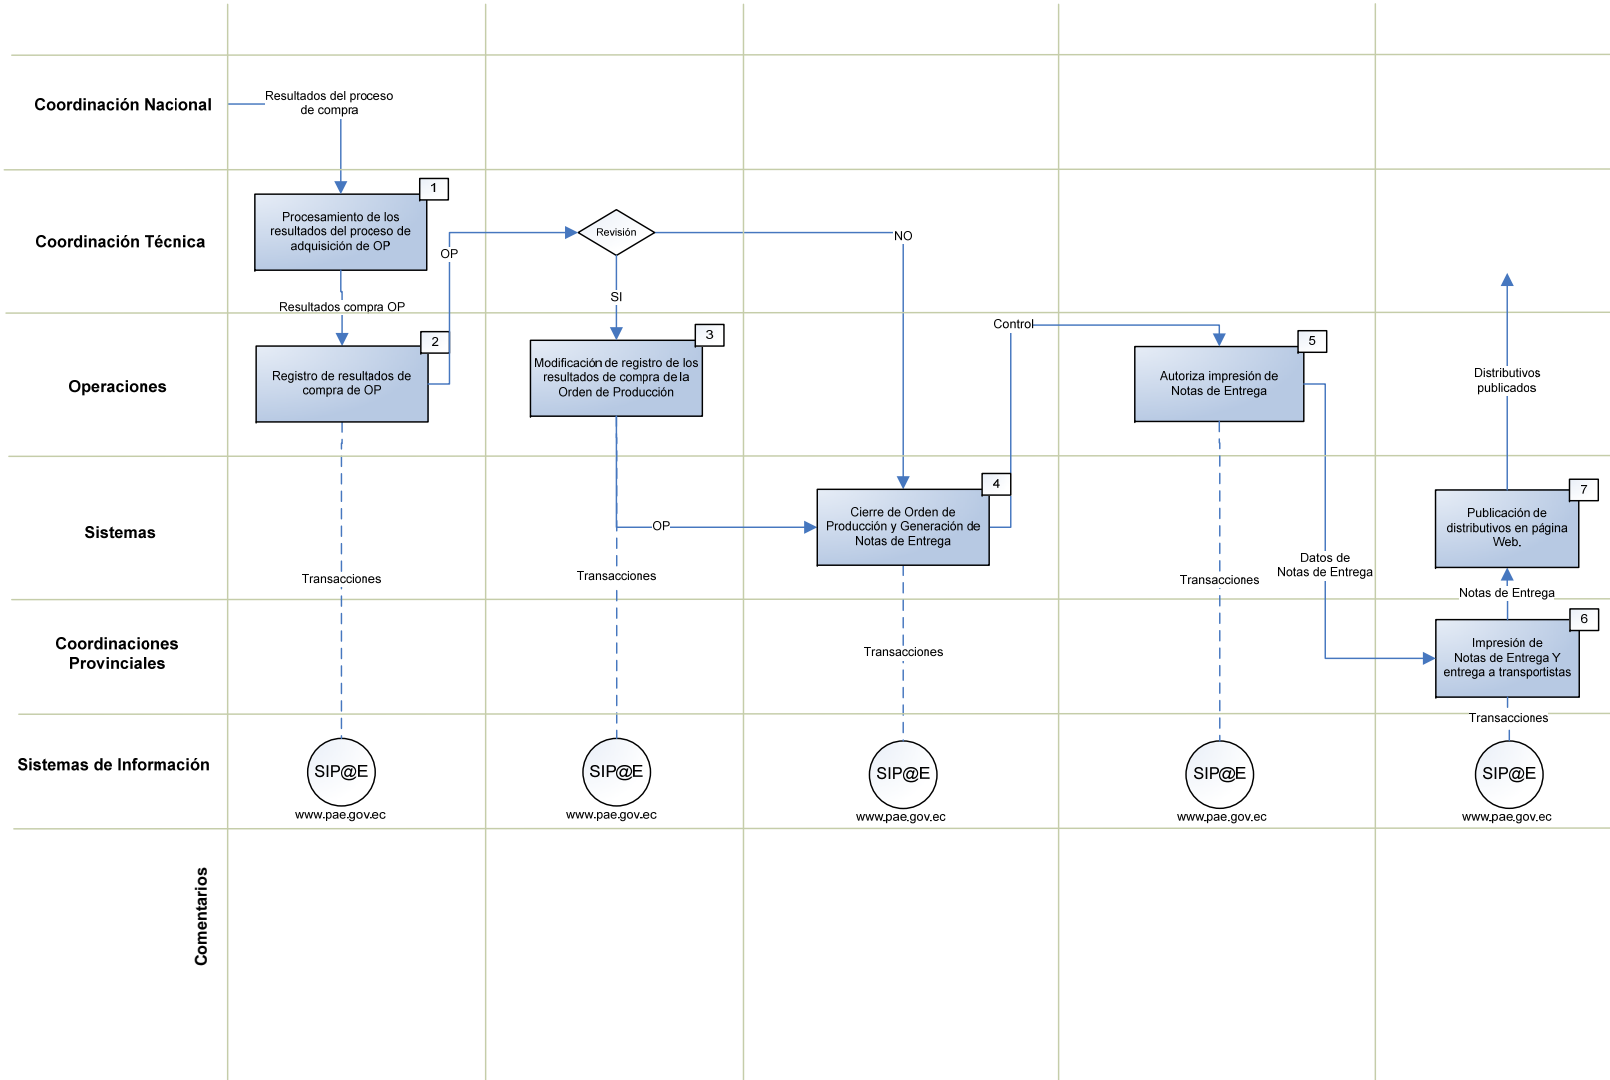 Coordinación Nacional
Resultados del proceso
de compra
Coordinación Técnica
1
Procesamiento de los
resultados del proceso de
adquisición de OP
OP
Revisión
NO
SI
Resultados compra OP
Operaciones
2
Registro de resultados de
compra de OP
3
Modificación de registro de los
resultados de compra de la
Orden de Producción
Control
5
Autoriza impresión de
Notas de Entrega
Distributivos
publicados
Sistemas
Transacciones
OP
Transacciones
4
Cierre de Orden de
Producción y Generación de
Notas de Entrega
Transacciones
Datos de
Notas de Entrega
7
Publicación de
distributivos en página
Web.
Notas de Entrega
Coordinaciones
Provinciales
Transacciones
6
Impresión de
Notas de Entrega Y
entrega a transportistas
Transacciones
Sistemas de Información
SIP@E
www.pae.gov.ec
SIP@E
www.pae.gov.ec
SIP@E
www.pae.gov.ec
SIP@E
www.pae.gov.ec
SIP@E
www.pae.gov.ec
Comentarios